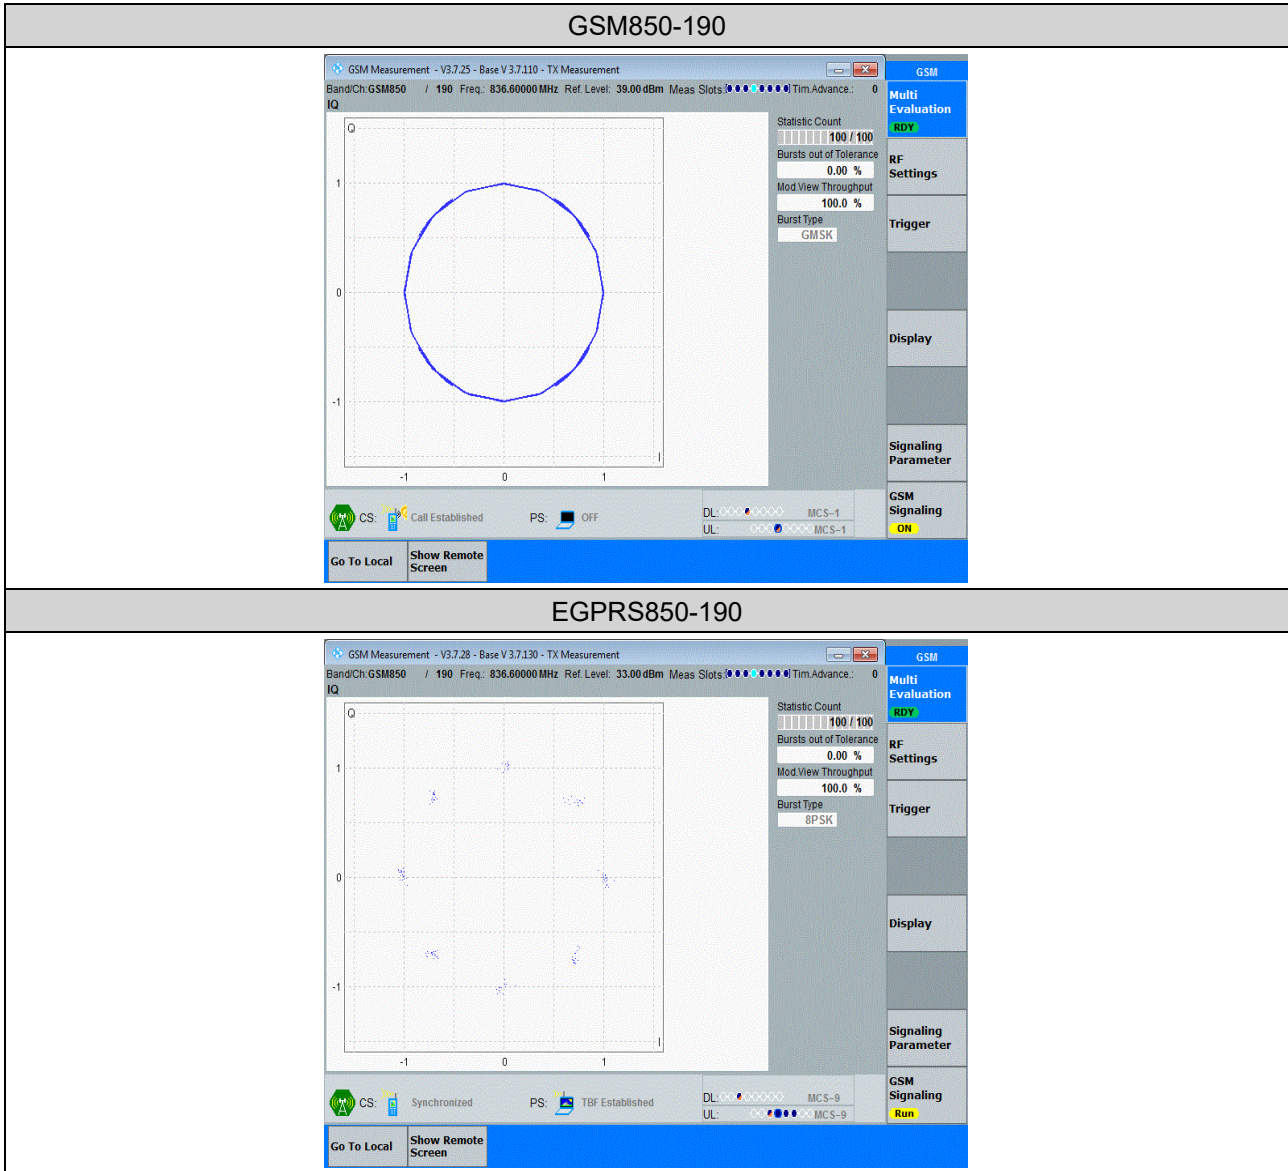 GSM850-190
GSM Measurement - V3.7.25 - Base V 3.7.110 - TX Measurement
GSM
Band/Ch:GSM850 / 190 Freq.: 836.60000 MHz Ref. Level: 39.00 dBm Meas Slots: Tim.Advance.: 0
IQ
Multi
Evaluation
RDY
Q
Statistic Count
100 / 100
Bursts out of Tolerance
0.00 %
Mod.View Throughput
100.0 %
Burst Type
GMSK
RF
Settings
Trigger
Display
Signaling
Parameter
GSM
Signaling
ON
1
0
-1
I
-1 0 1
CS: Call Established PS: OFF
DL: MCS-1
UL: MCS-1
Go To Local
Show Remote
Screen
EGPRS850-190
GSM Measurement - V3.7.28 - Base V 3.7.130 - TX Measurement
GSM
Band/Ch:GSM850 / 190 Freq.: 836.60000 MHz Ref. Level: 33.00 dBm Meas Slots: Tim.Advance.: 0
IQ
Multi
Evaluation
RDY
Q
Statistic Count
100 / 100
Bursts out of Tolerance
0.00 %
Mod.View Throughput
100.0 %
Burst Type
8PSK
RF
Settings
Trigger
Display
Signaling
Parameter
GSM
Signaling
Run
1
0
-1
I
-1 0 1
CS: Synchronized PS: TBF Established
DL: MCS-9
UL: MCS-9
Go To Local
Show Remote
Screen